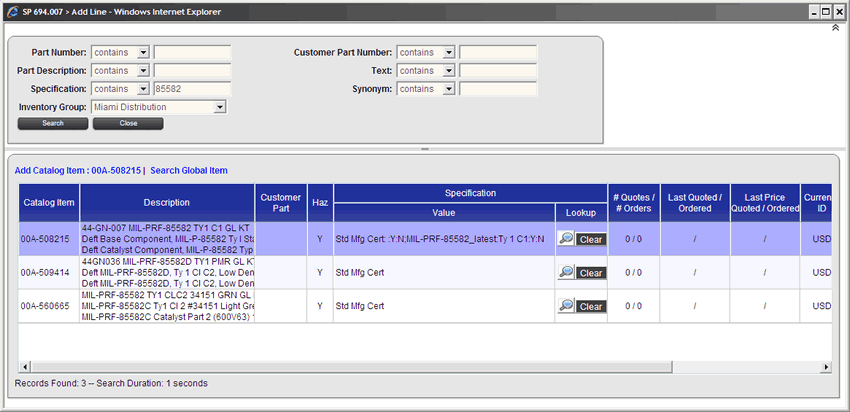 SP 694.007 > Add Line - Windows Internet Explorer
Part Number: contains Customer Part Number: contains
Part Description: contains Text: contains
Specification: contains 85582 Synonym: contains
Inventory Group: Miami Distribution
Search Close
Add Catalog Item : 00A-508215 | Search Global Item
Catalog Item Description Customer Part Haz Specification # Quotes / # Orders Last Quoted / Ordered Last Price Quoted / Ordered Curren ID
Value Lookup
44-GN-007 MIL-PRF-85582 TY1 C1 GL KT
00A-508215 Deft Base Component, MIL-P-85582 Ty I Sta Y Std Mfg Cert: :Y:N;MIL-PRF-85582_latest:Ty 1 C1:Y:N Clear 0 / 0 / / USD
Deft Catalyst Component, MIL-P-85582 Typ
44GN036 MIL-PRF-85582D TY1 PMR GL KT
00A-509414 Deft MIL-PRF-85582D, Ty 1 Cl C2, Low Den Y Std Mfg Cert Clear 0 / 0 / / USD
Deft MIL-PRF-85582D, Ty 1 Cl C2, Low Den
MIL-PRF-85582 TY1 CLC2 34151 GRN GL
00A-560665 MIL-PRF-85582C Ty1 Cl 2 #34151 Light Gre Y Std Mfg Cert Clear 0 / 0 / / USD
MIL-PRF-85582C Catalyst Part 2 (600\/63)
Records Found: 3 -- Search Duration: 1 seconds